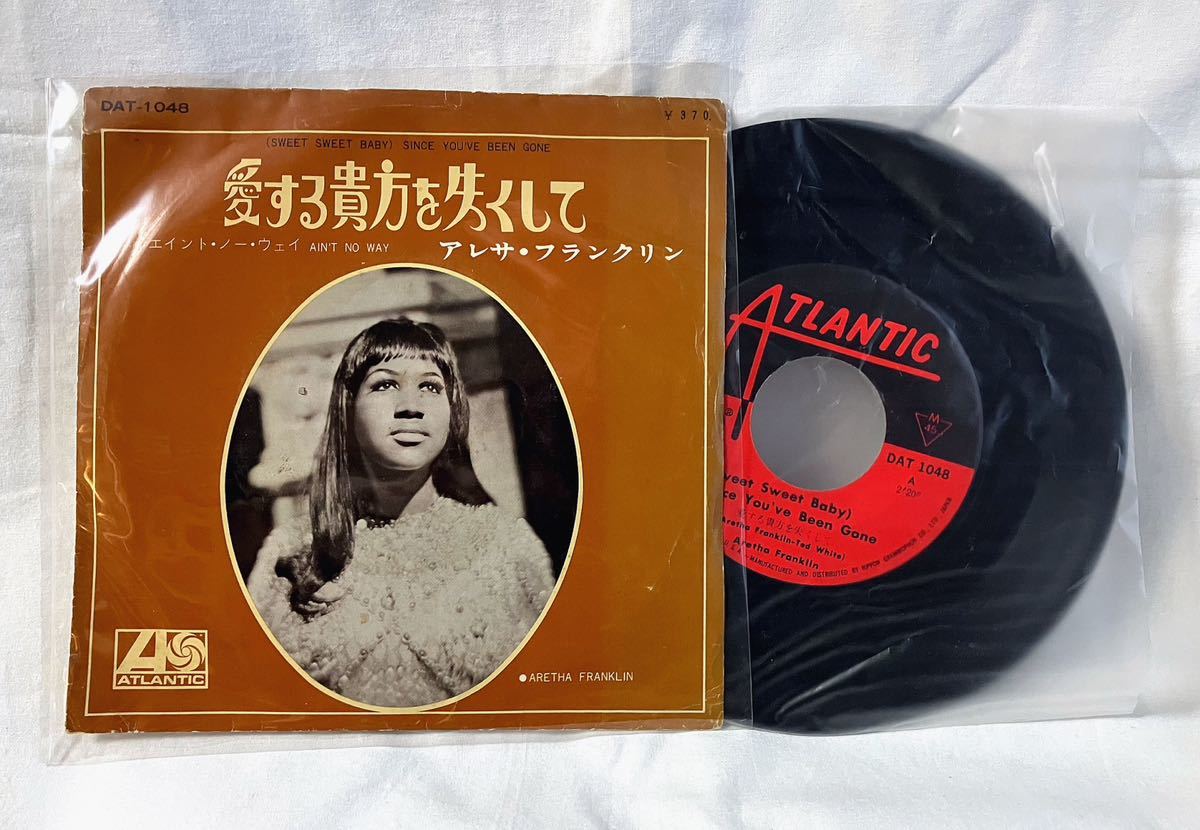 DAT-1048
¥370.
(SWEET SWEET BABY) SINCE YOU'VE BEEN GONE
愛する貴方を失くして
エイント・ノー・ウェイ AIN'T NO WAY
アレサ・フランクリン
ATLANTIC
●ARETHA FRANKLIN
ATLANTIC
®
M
45
DAT 1048
A
Sweet Baby)
You've Been Gone
愛する貴方を失くして
Aretha Franklin-Ted White)
Aretha Franklin
MANUFACTURED AND DISTRIBUTED BY NIPPON GRAMMOPHON CO., LTD. JAPAN